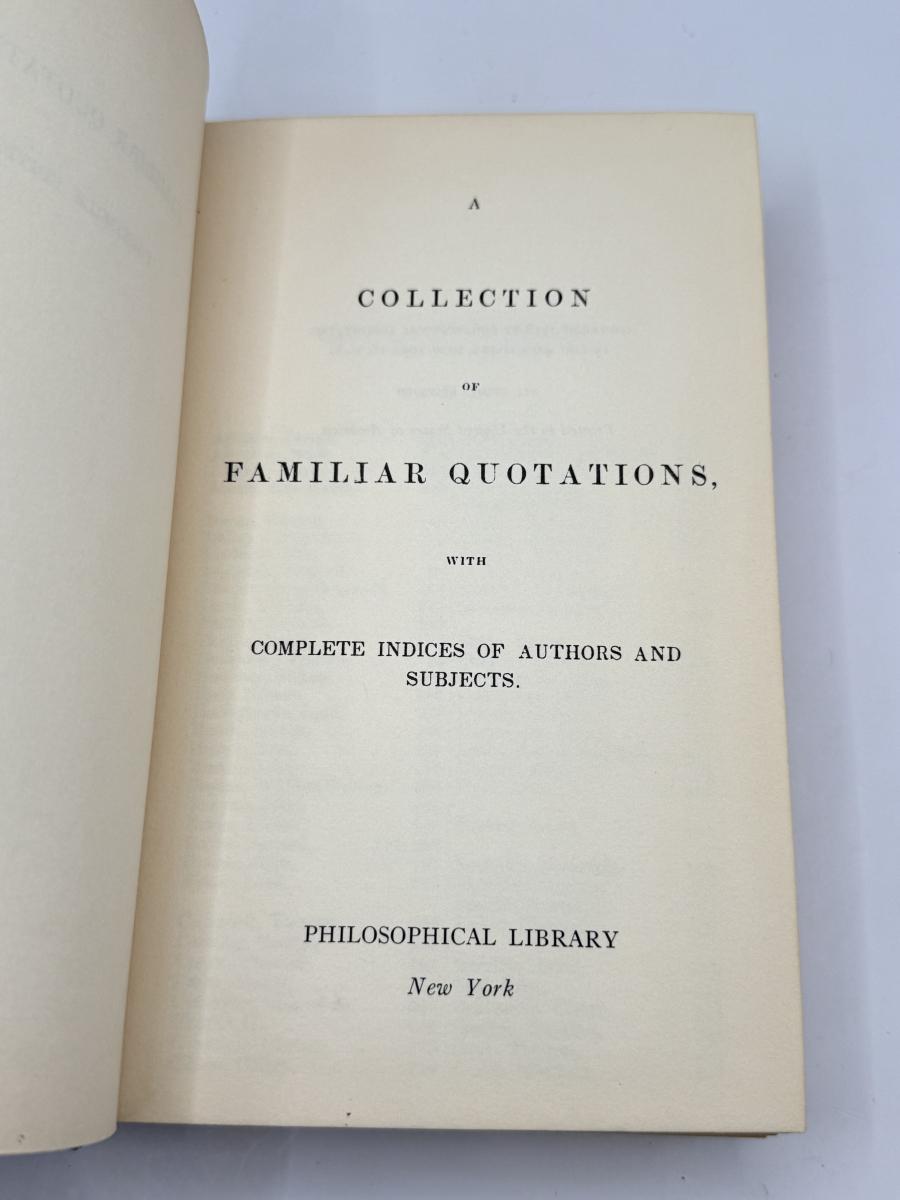 A
COLLECTION
OF
FAMILIAR QUOTATIONS,
WITH
COMPLETE INDICES OF AUTHORS AND
SUBJECTS.
PHILOSOPHICAL LIBRARY
New York